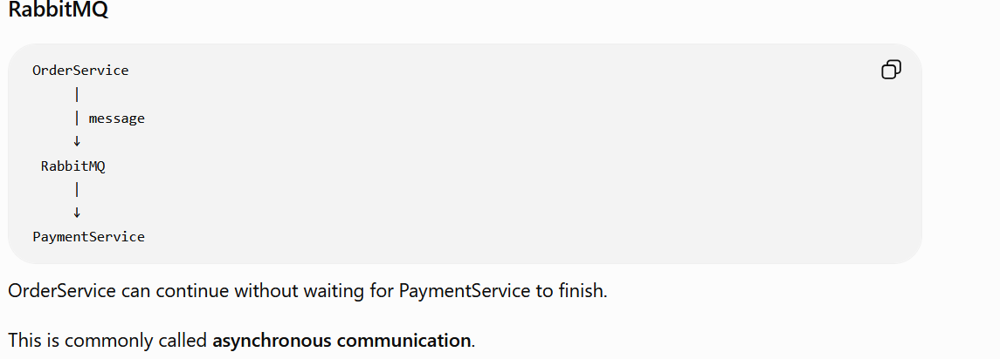 RabbitMQ
OrderService
│
│ message
↓
RabbitMQ
│
↓
PaymentService
OrderService can continue without waiting for PaymentService to finish.
This is commonly called asynchronous communication.